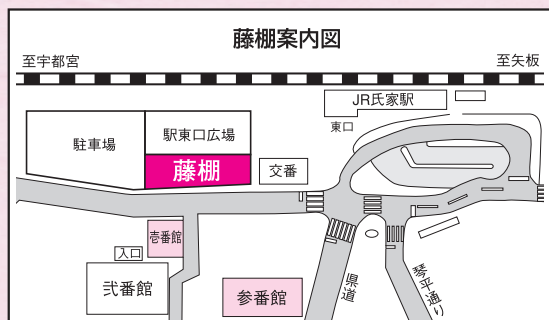 藤棚案内図
至宇都宮
至矢板
JR氏家駅
東口
駐車場
駅東口広場
藤棚
交番
壱番館
入口
弐番館
参番館
県道
琴平通り